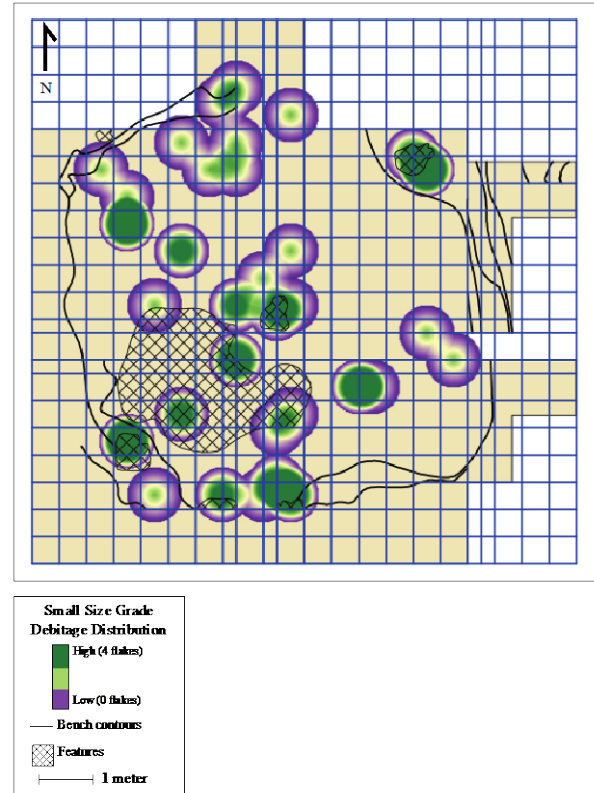 N
Small Size Grade
Debitage Distribution
High (4 flakes)
Low (0 flakes)
Bench contours
Features
1 meter